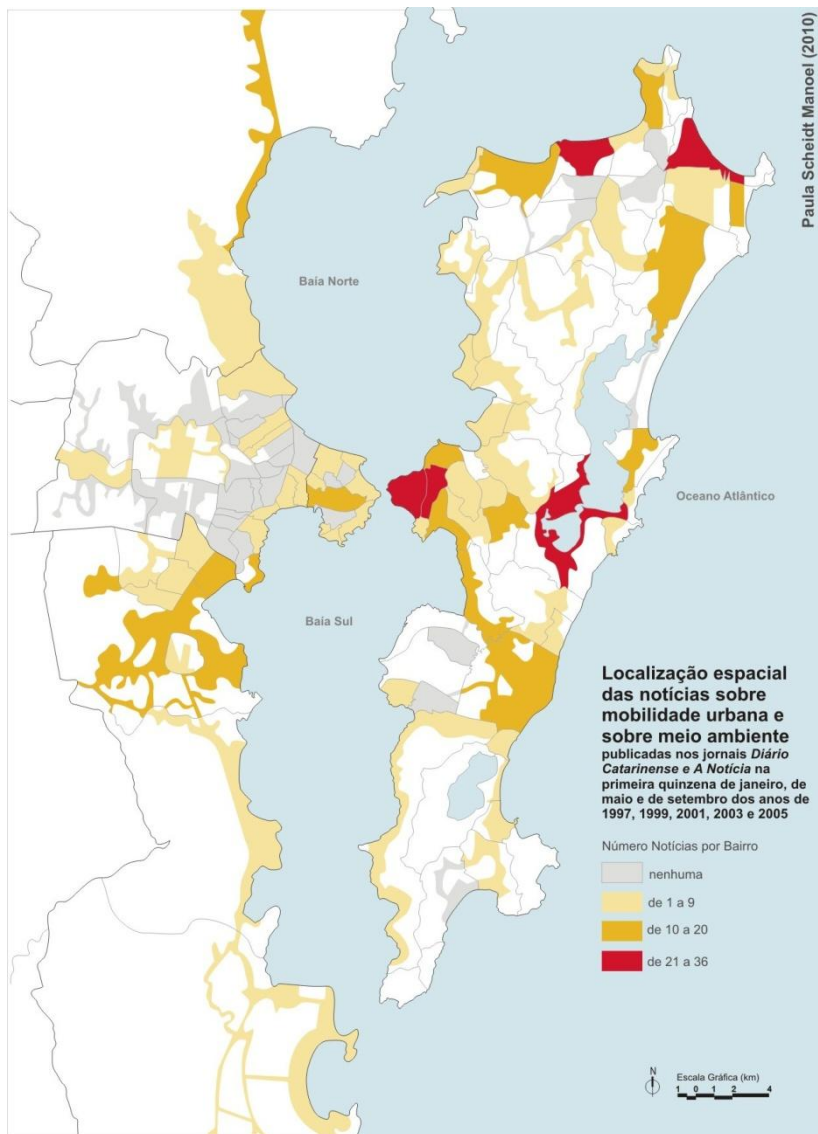 Paula Scheidt Manoel (2010)
Baía Norte
Oceano Atlântico
Baía Sul
Localização espacial
das notícias sobre
mobilidade urbana e
sobre meio ambiente
publicadas nos jornais Diário
Catarinense e A Notícia na
primeira quinzena de janeiro, de
maio e de setembro dos anos de
1997, 1999, 2001, 2003 e 2005
Número Notícias por Bairro
nenhuma
de 1 a 9
de 10 a 20
de 21 a 36
N
Escala Gráfica (km)
1 0 1 2 4